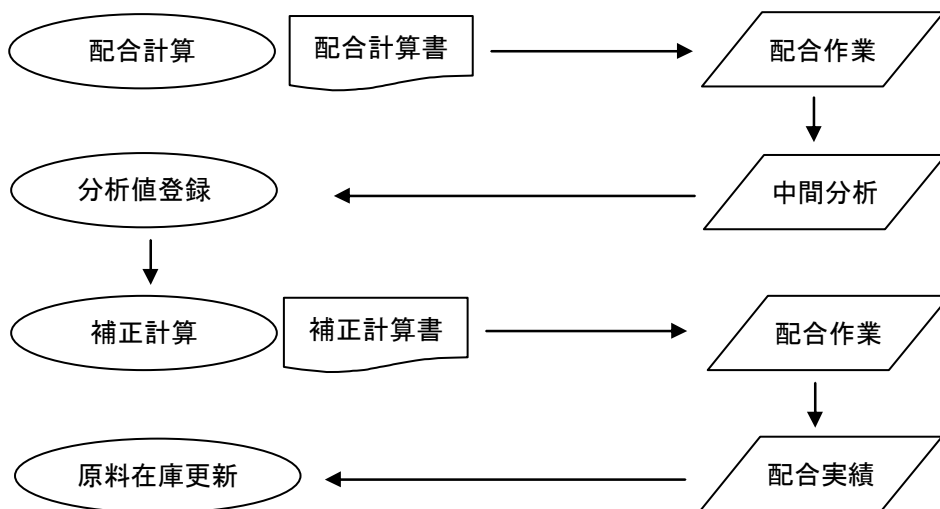 配合計算
配合計算書
配合作業
分析値登録
中間分析
補正計算
補正計算書
配合作業
原料在庫更新
配合実績